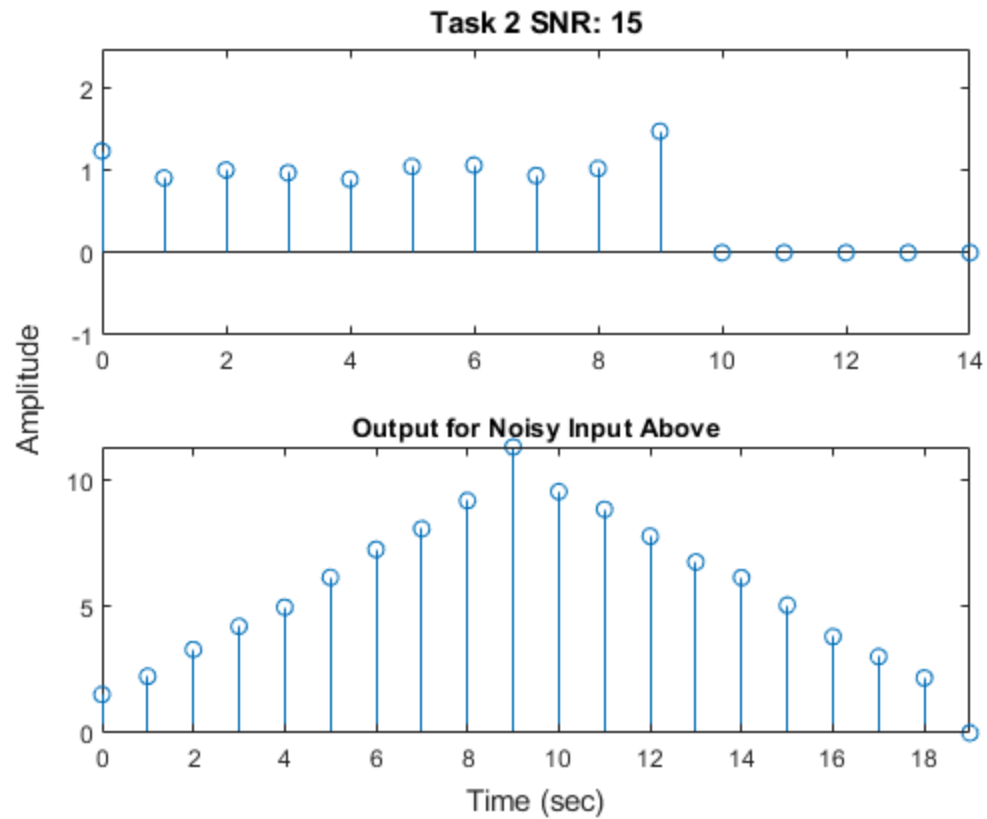 Task 2 SNR: 15
2
1
0
-1
0 2 4 6 8 10 12 14
Amplitude
Output for Noisy Input Above
10
5
0
0 2 4 6 8 10 12 14 16 18
Time (sec)